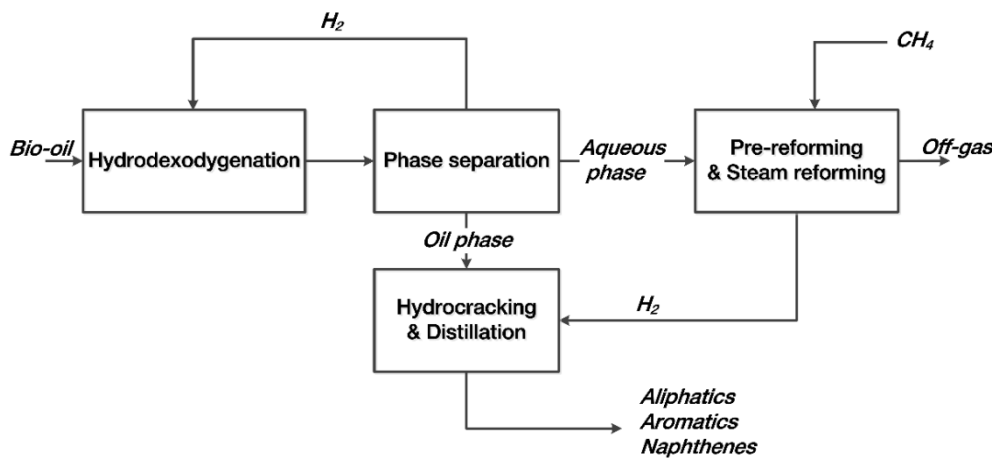 H2
CH4
Bio-oil
Hydrodexodygenation
Phase separation
Aqueous
phase
Pre-reforming
& Steam reforming
Off-gas
Oil phase
Hydrocracking
& Distillation
H2
Aliphatics
Aromatics
Naphthenes